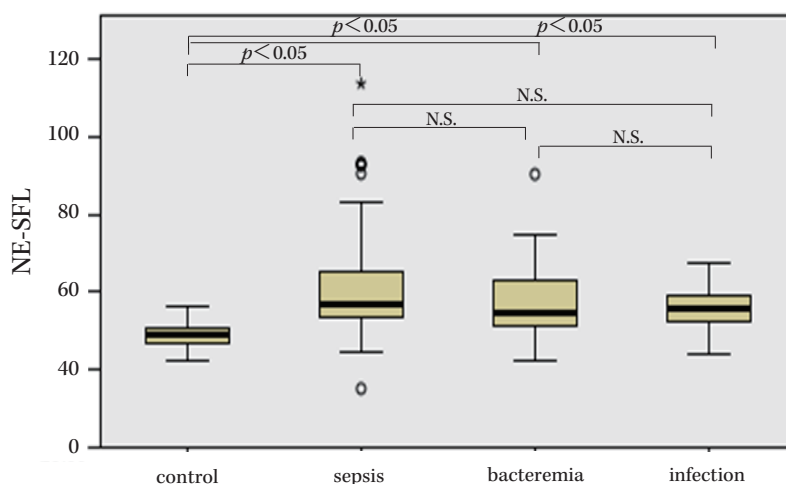 p<0.05
p<0.05
p<0.05
N.S.
N.S.
N.S.
NE-SFL
120
100
80
60
40
0
control
sepsis
bacteremia
infection